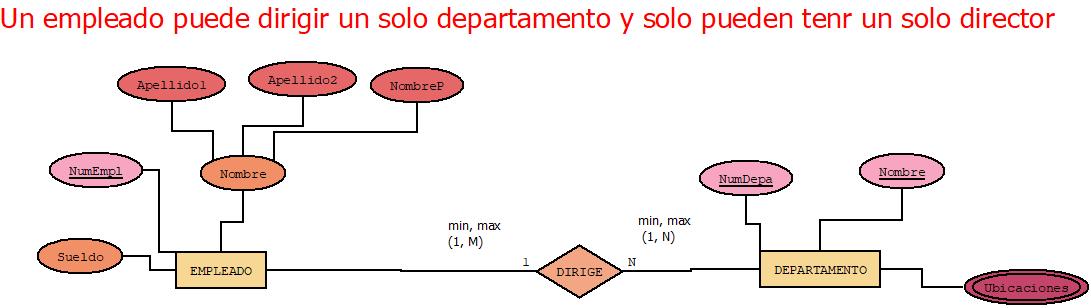 Un empleado puede dirigir un solo departamento y solo pueden tenr un solo director
Apellido1
Apellido2
NombreP
NumEmpl
Nombre
NumDepa
Nombre
min, max
(1, M)
min, max
(1, N)
Sueldo
EMPLEADO
1
DIRIGE
N
DEPARTAMENTO
Ubicaciones